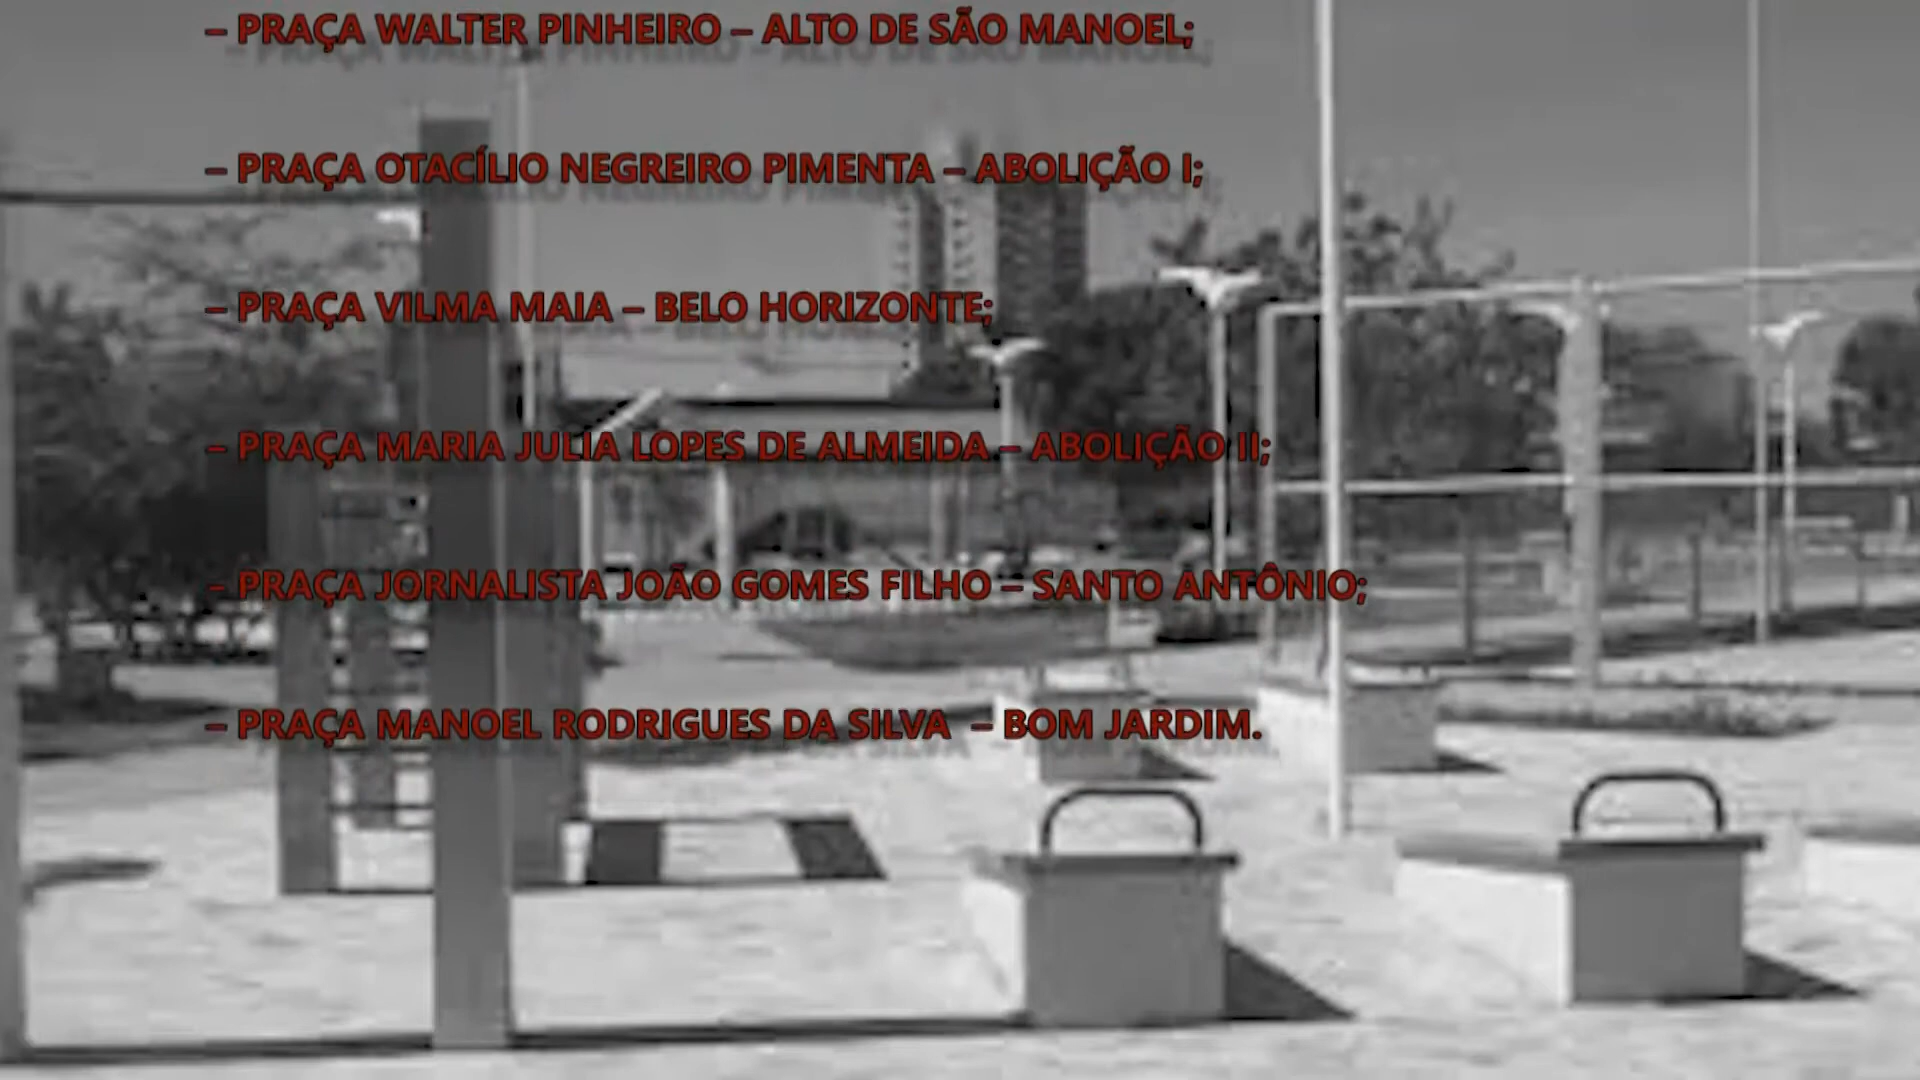 – PRAÇA WALTER PINHEIRO – ALTO DE SÃO MANOEL;
– PRAÇA OTACÍLIO NEGREIRO PIMENTA – ABOLIÇÃO I;
– PRAÇA VILMA MAIA – BELO HORIZONTE;
– PRAÇA MARIA JULIA LOPES DE ALMEIDA – ABOLIÇÃO II;
– PRAÇA JORNALISTA JOÃO GOMES FILHO – SANTO ANTÔNIO;
– PRAÇA MANOEL RODRIGUES DA SILVA – BOM JARDIM.